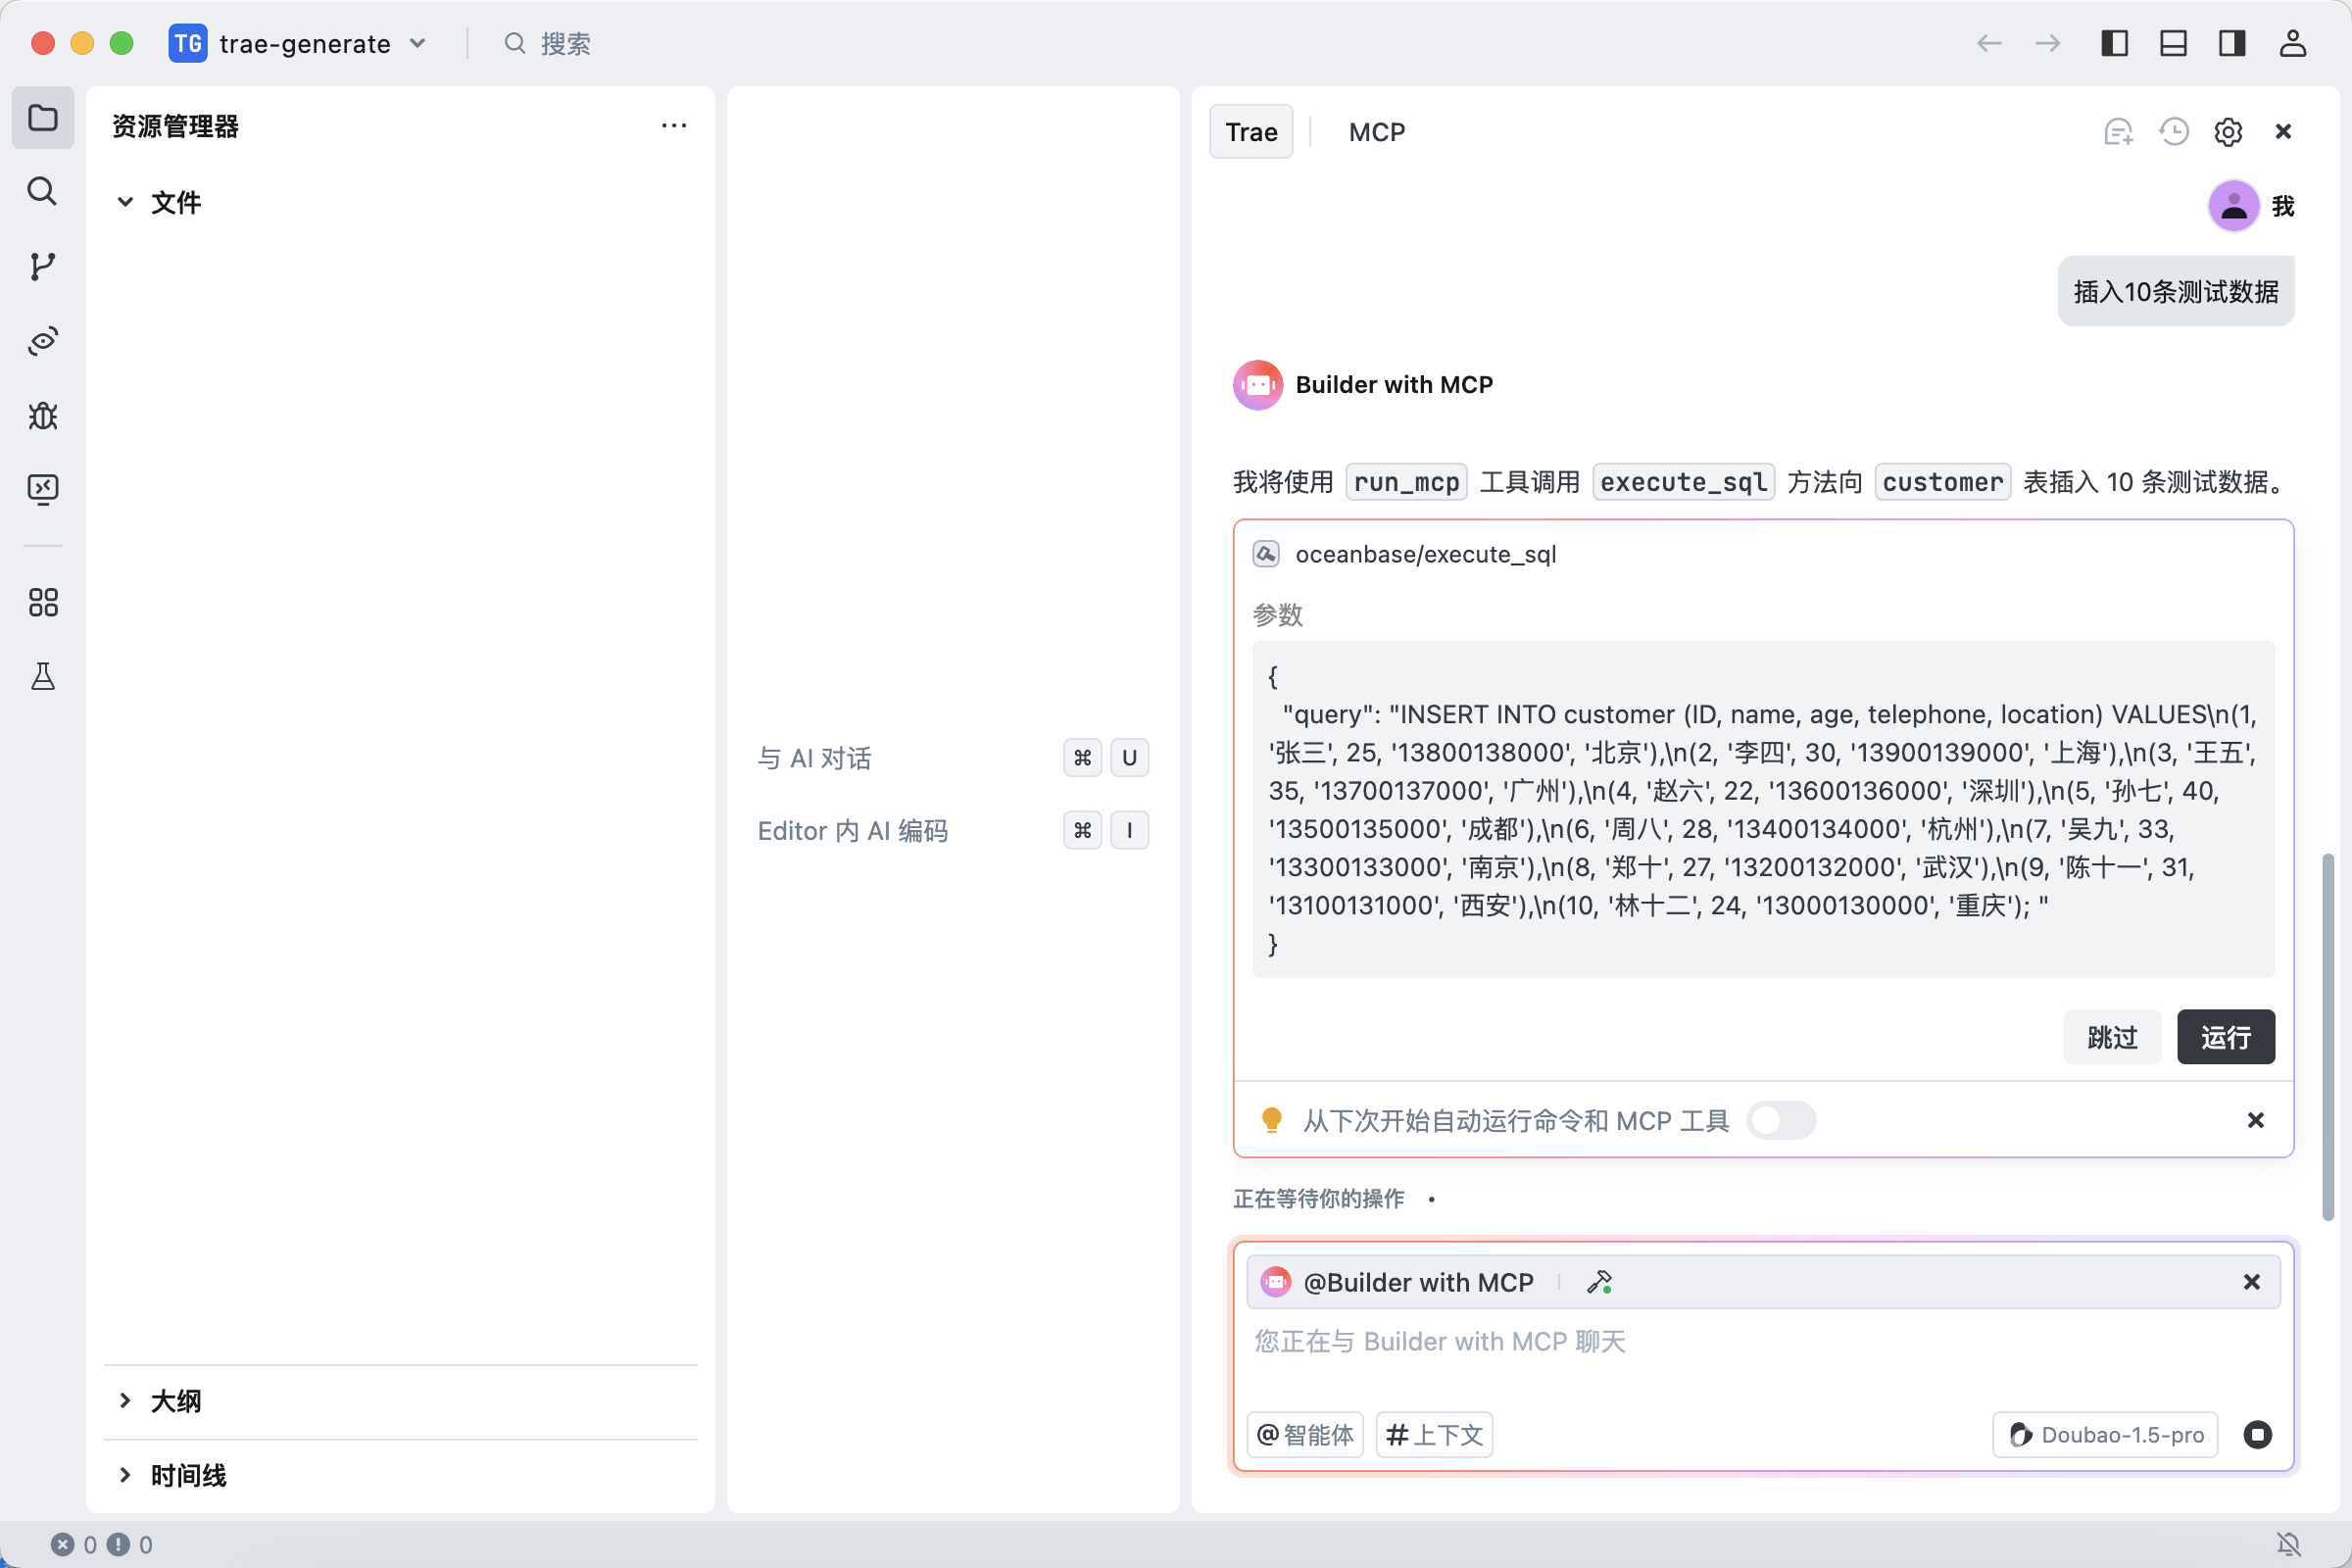 TG trae-generate
搜索
资源管理器
文件
大纲
时间线
与 AI 对话 ⌘ U
Editor 内 AI 编码 ⌘ I
Trae MCP
我
插入10条测试数据
Builder with MCP
我将使用 run_mcp 工具调用 execute_sql 方法向 customer 表插入 10 条测试数据。
oceanbase/execute_sql
参数
{
"query": "INSERT INTO customer (ID, name, age, telephone, location) VALUES\n(1,
'张三', 25, '13800138000', '北京'),\n(2, '李四', 30, '13900139000', '上海'),\n(3, '王五',
35, '13700137000', '广州'),\n(4, '赵六', 22, '13600136000', '深圳'),\n(5, '孙七', 40,
'13500135000', '成都'),\n(6, '周八', 28, '13400134000', '杭州'),\n(7, '吴九', 33,
'13300133000', '南京'),\n(8, '郑十', 27, '13200132000', '武汉'),\n(9, '陈十一', 31,
'13100131000', '西安'),\n(10, '林十二', 24, '13000130000', '重庆'); "
}
跳过 运行
从下次开始自动运行命令和 MCP 工具
正在等待你的操作
@Builder with MCP
您正在与 Builder with MCP 聊天
@智能体 #上下文 Doubao-1.5-pro
0 0